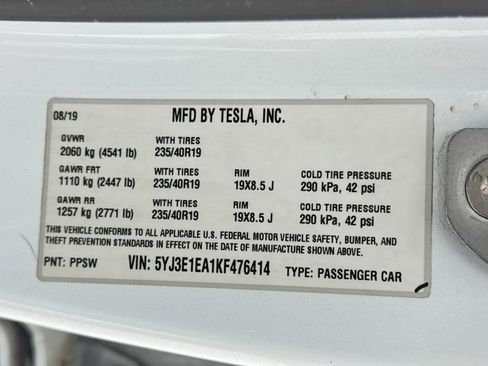 08/19 MFD BY TESLA, INC.
GVWR WITH TIRES
2060 kg (4541 lb) 235/40R19
GAWR FRT WITH TIRES RIM COLD TIRE PRESSURE
1110 kg (2447 lb) 235/40R19 19X8.5 J 290 kPa, 42 psi
GAWR RR WITH TIRES RIM COLD TIRE PRESSURE
1257 kg (2771 lb) 235/40R19 19X8.5 J 290 kPa, 42 psi
THIS VEHICLE CONFORMS TO ALL APPLICABLE U.S. FEDERAL MOTOR VEHICLE SAFETY, BUMPER, AND
THEFT PREVENTION STANDARDS IN EFFECT ON THE DATE OF MANUFACTURE SHOWN ABOVE.
PNT: PPSW VIN: 5YJ3E1EA1KF476414 TYPE: PASSENGER CAR